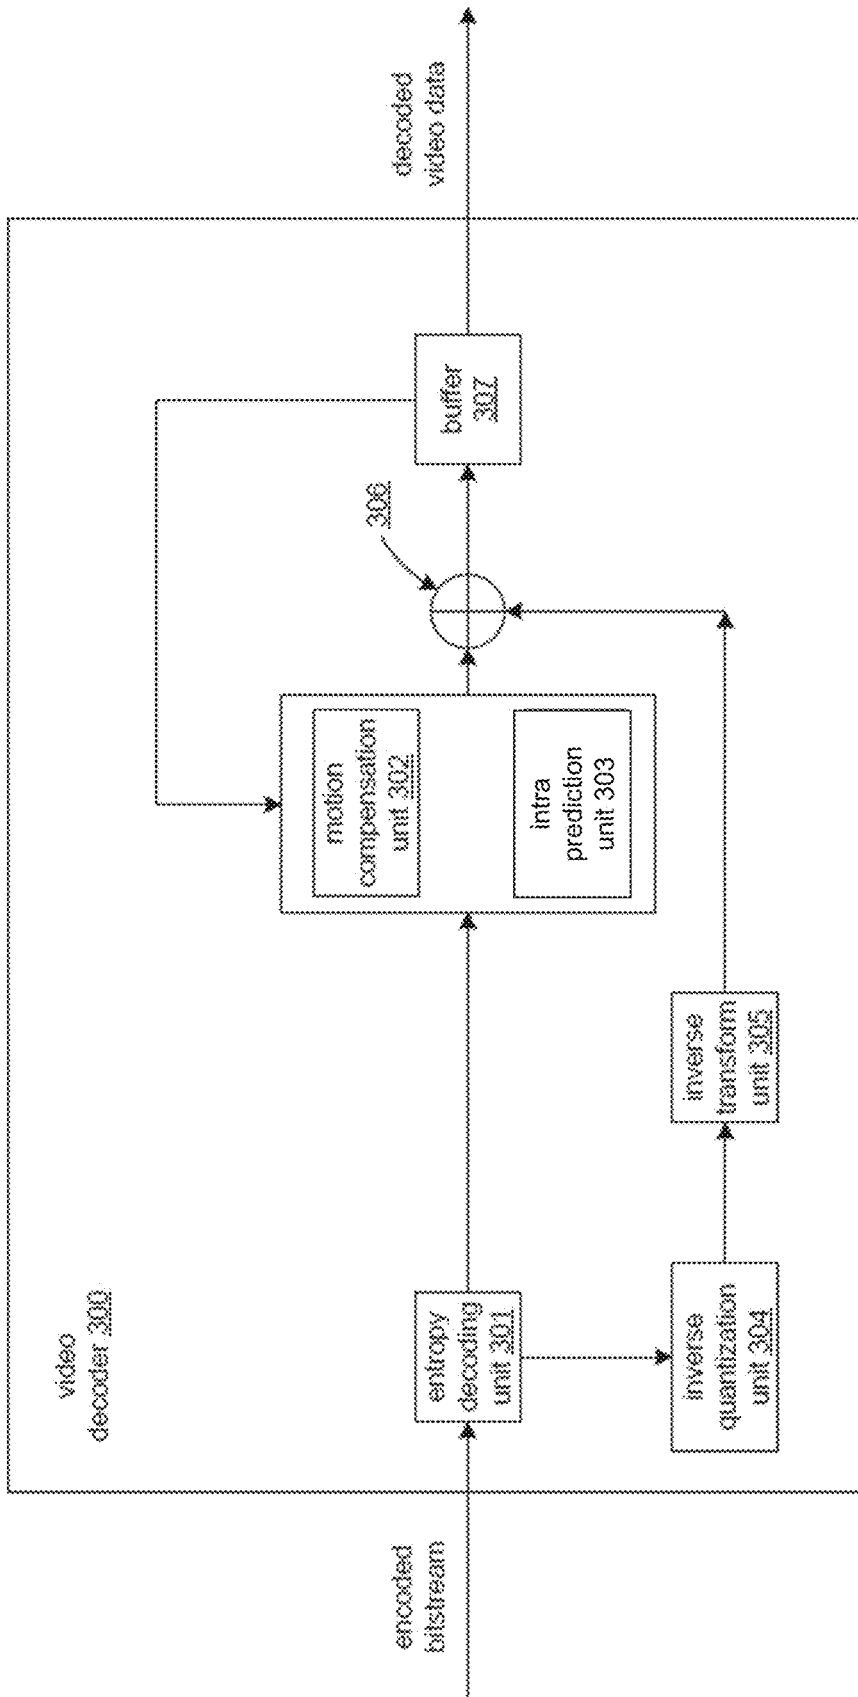 video
decoder 300
encoded
bitstream
entropy
decoding
unit 301
inverse
quantization
unit 304
inverse
transform
unit 305
motion
compensation
unit 302
intra
prediction
unit 303
306
buffer
307
decoded
video data